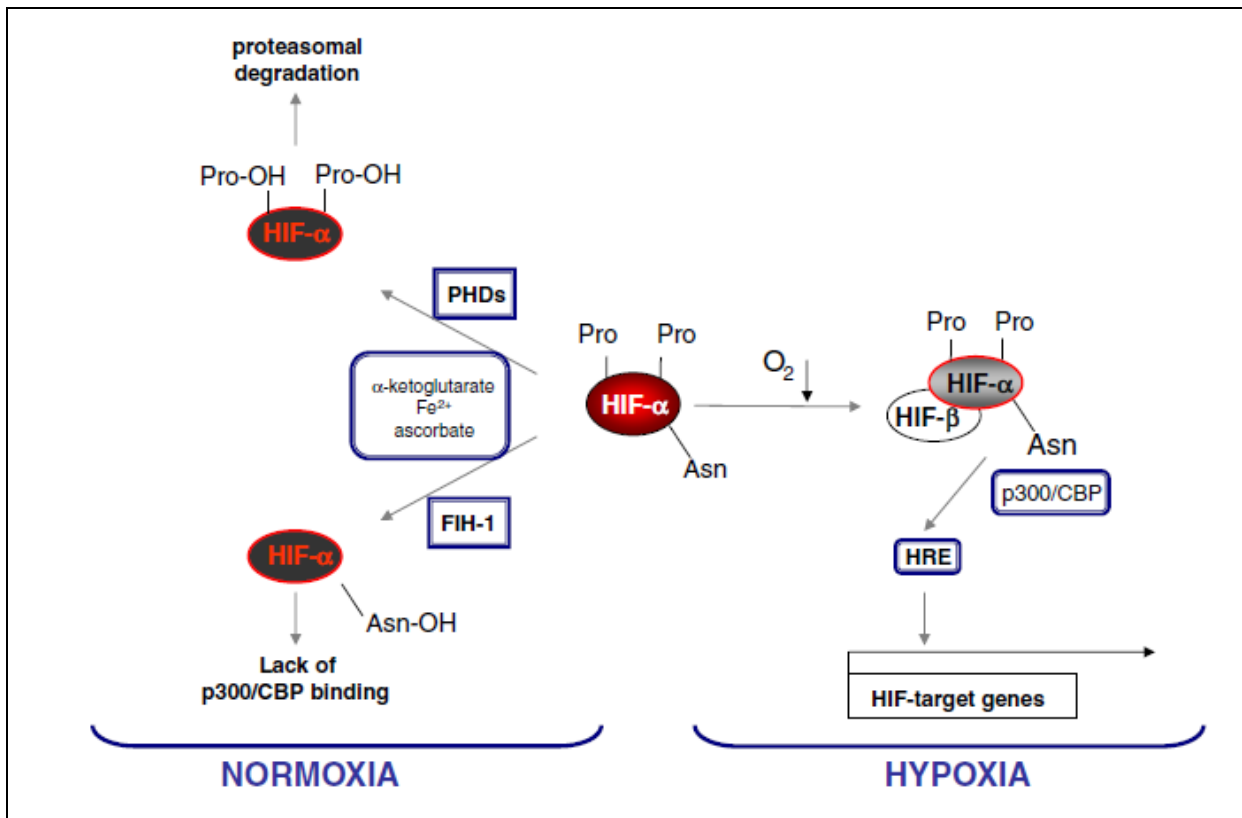 proteasomal
degradation
Pro-OH Pro-OH
HIF-α
PHDs
α-ketoglutarate
Fe²⁺
ascorbate
FIH-1
HIF-α
Asn-OH
Lack of
p300/CBP binding
NORMOXIA
Pro Pro
HIF-α
Asn
O₂
Pro Pro
HIF-α
HIF-β
Asn
p300/CBP
HRE
HIF-target genes
HYPOXIA